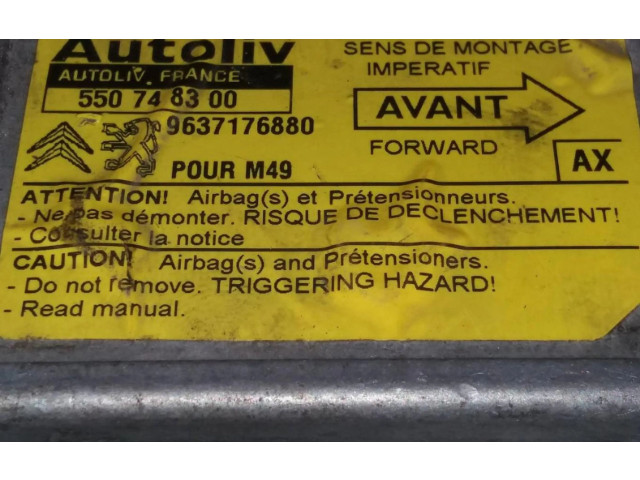 Autoliv
AUTOLIV FRANCE
550 74 83 00
9637176880
POUR M49
SENS DE MONTAGE
IMPERATIF
AVANT
FORWARD
AX
ATTENTION! Airbag(s) et Prétensionneurs.
- Ne pas démonter. RISQUE DE DECLENCHEMENT!
- Consulter la notice
CAUTION! Airbag(s) and Prétensioners.
- Do not remove. TRIGGERING HAZARD!
- Read manual.